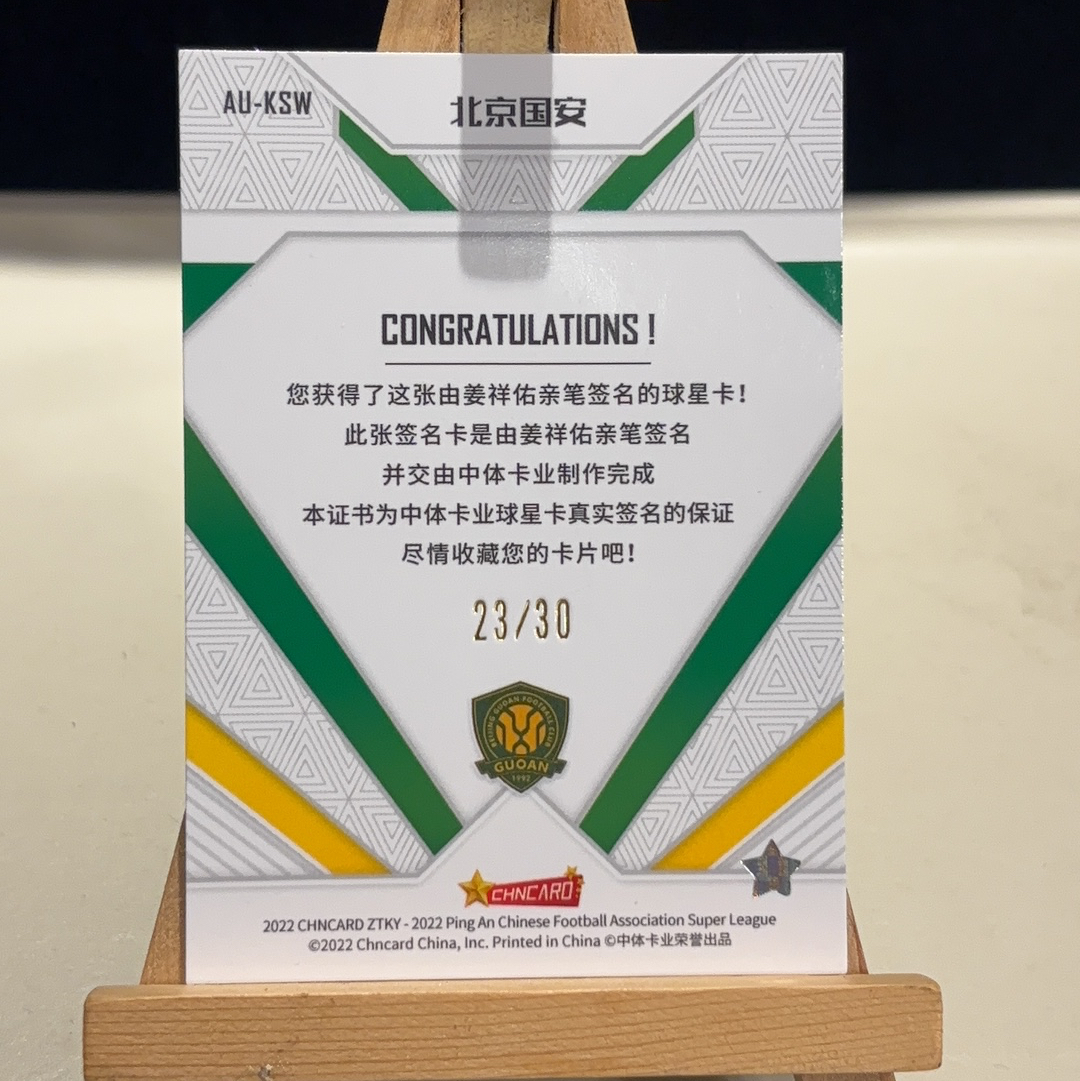 AU-KSW
北京国安
CONGRATULATIONS !
您获得了这张由姜祥佑亲笔签名的球星卡!
此张签名卡是由姜祥佑亲笔签名
并交由中体卡业制作完成
本证书为中体卡业球星卡真实签名的保证
尽情收藏您的卡片吧!
23/30
BEIJING GUOAN FOOTBALL CLUB
GUOAN
1992
CHNCARD
2022 CHNCARD ZTKY - 2022 Ping An Chinese Football Association Super League
©2022 Chncard China, Inc. Printed in China ©中体卡业荣誉出品